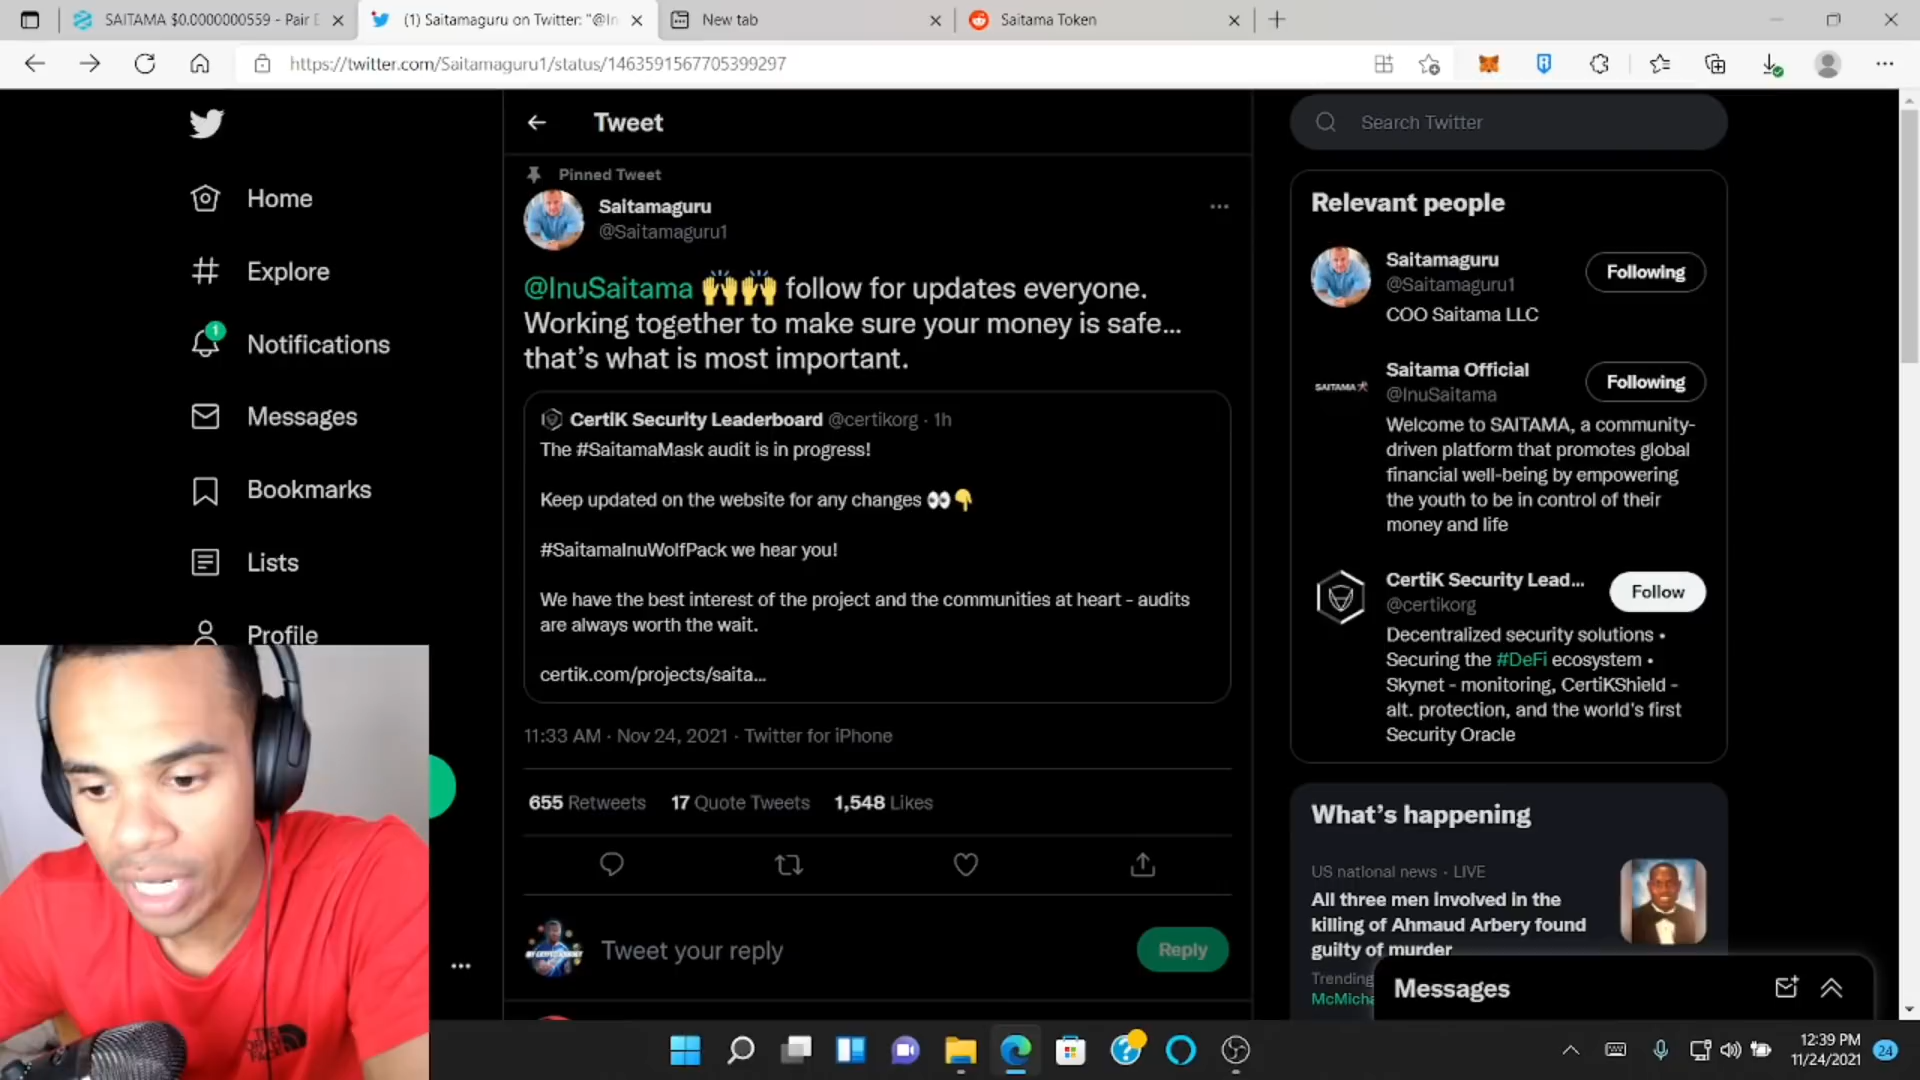 SAITAMA $0.0000000559 - Pair E
(1) Saitamaguru on Twitter: "@In
New tab
Saitama Token
https://twitter.com/Saitamaguru1/status/1463591567705399297
Home
Explore
1
Notifications
Messages
Bookmarks
Lists
Profile
Tweet
Pinned Tweet
Saitamaguru
@Saitamaguru1
@InuSaitama 🙌🙌 follow for updates everyone.
Working together to make sure your money is safe...
that's what is most important.
CertiK Security Leaderboard @certikorg · 1h
The #SaitamaMask audit is in progress!
Keep updated on the website for any changes 👀👇
#SaitamaInuWolfPack we hear you!
We have the best interest of the project and the communities at heart - audits
are always worth the wait.
certik.com/projects/saita...
11:33 AM · Nov 24, 2021 · Twitter for iPhone
655 Retweets 17 Quote Tweets 1,548 Likes
Tweet your reply
Reply
Search Twitter
Relevant people
Saitamaguru
@Saitamaguru1
Following
COO Saitama LLC
SAITAMA
Saitama Official
@InuSaitama
Following
Welcome to SAITAMA, a community-
driven platform that promotes global
financial well-being by empowering
the youth to be in control of their
money and life
CertiK Security Lead...
@certikorg
Follow
Decentralized security solutions •
Securing the #DeFi ecosystem •
Skynet - monitoring, CertiKShield -
alt. protection, and the world's first
Security Oracle
What's happening
US national news · LIVE
All three men involved in the
killing of Ahmaud Arbery found
guilty of murder
Trending
McMicha
Messages
THE
NORTH
FACE
12:39 PM
11/24/2021
24